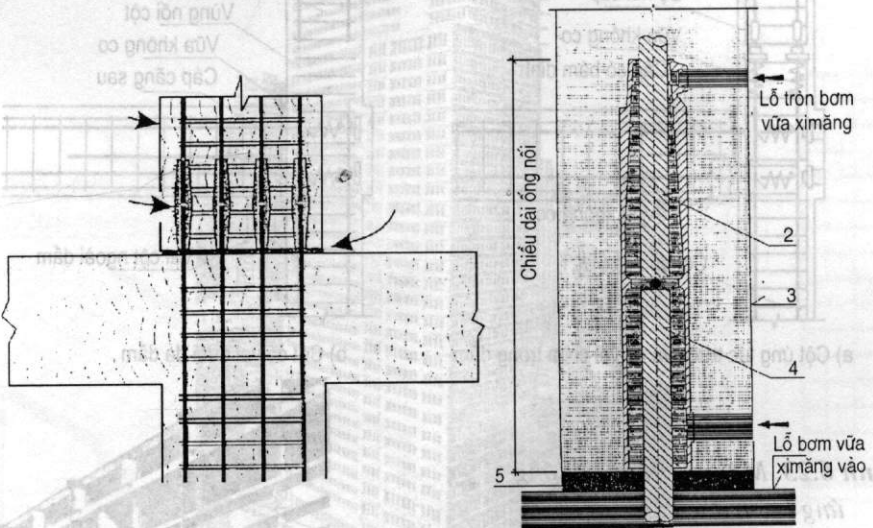 Vùng nối cột
Vữa không co
Cáp căng sau
Lỗ tròn bơm
vữa ximăng
Chiều dài ống nối
2
3
4
Lỗ bơm vữa
ximăng vào
5